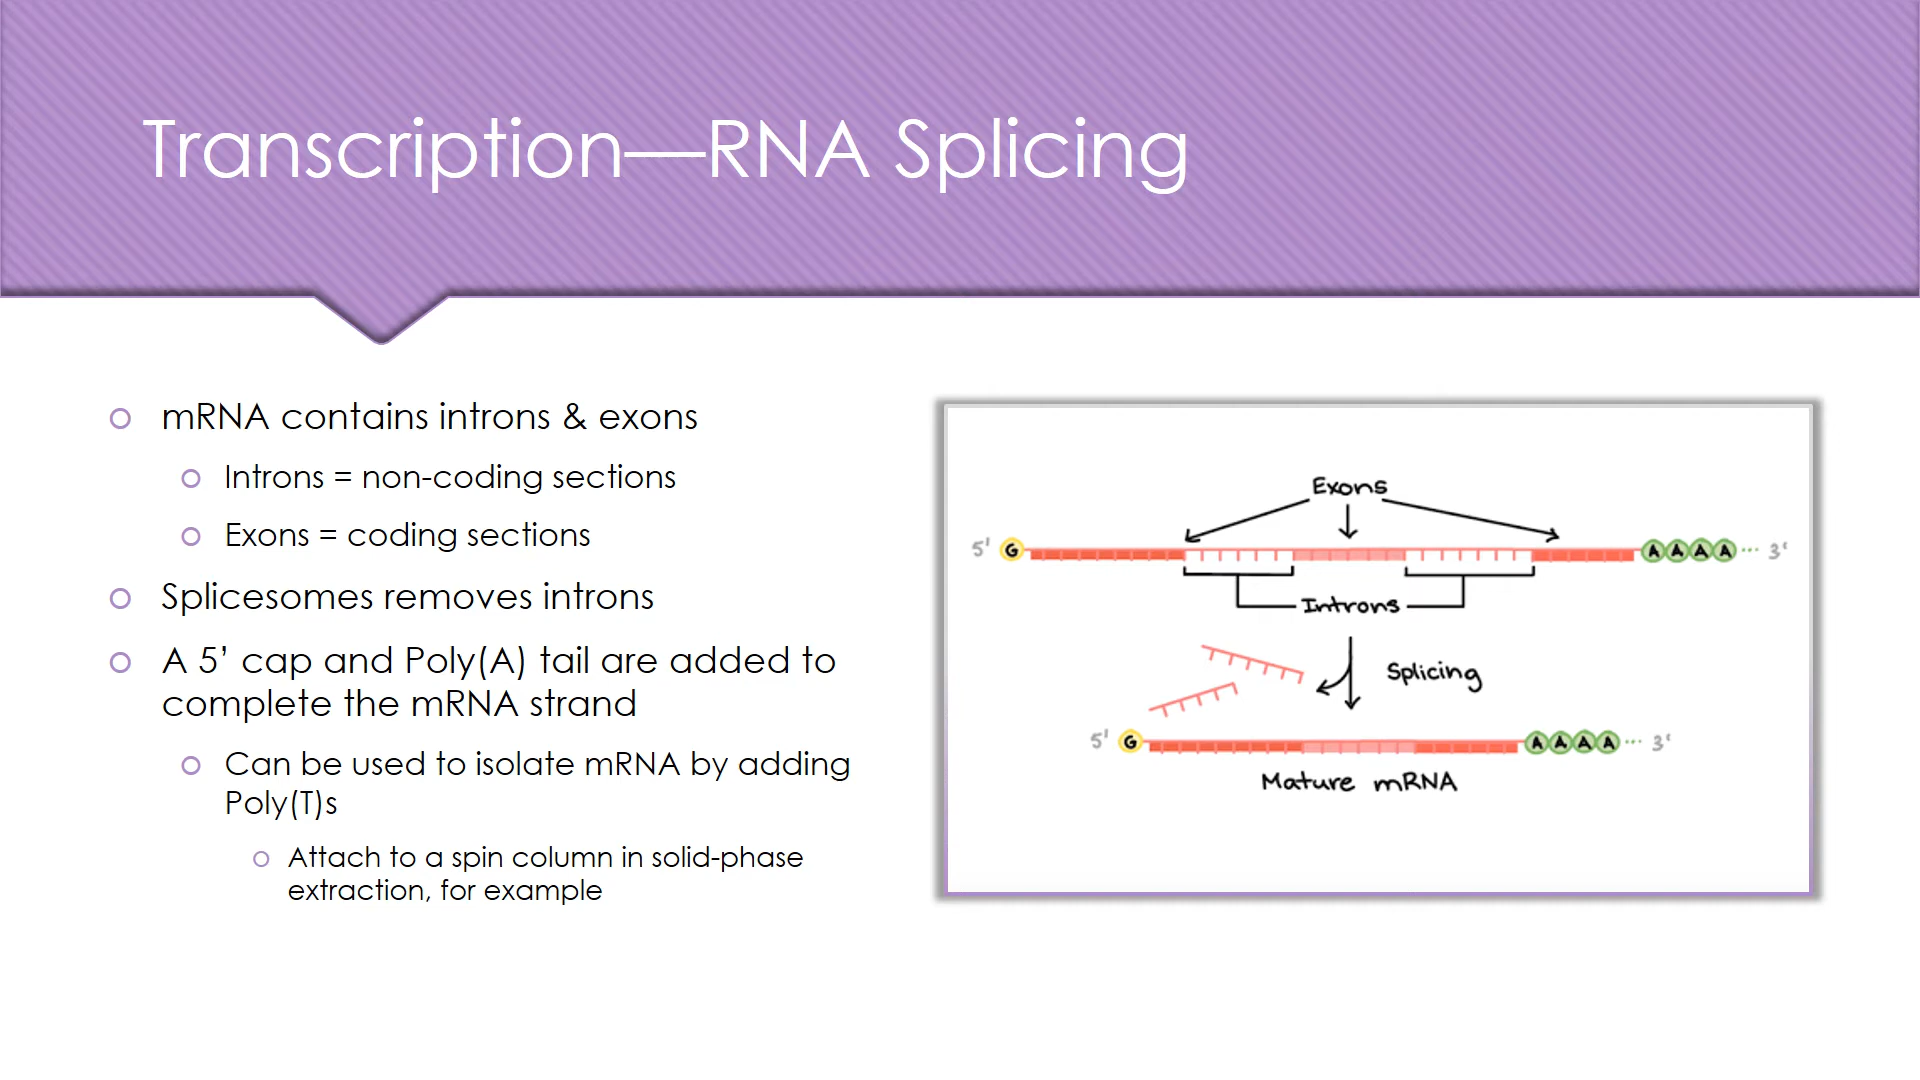 Transcription—RNA Splicing
mRNA contains introns & exons
Introns = non-coding sections
Exons = coding sections
Splicesomes removes introns
A 5’ cap and Poly(A) tail are added to
complete the mRNA strand
Can be used to isolate mRNA by adding
Poly(T)s
Attach to a spin column in solid-phase
extraction, for example
Exons
5' G A A A A ... 3'
Introns
Splicing
5' G A A A A ... 3'
Mature mRNA